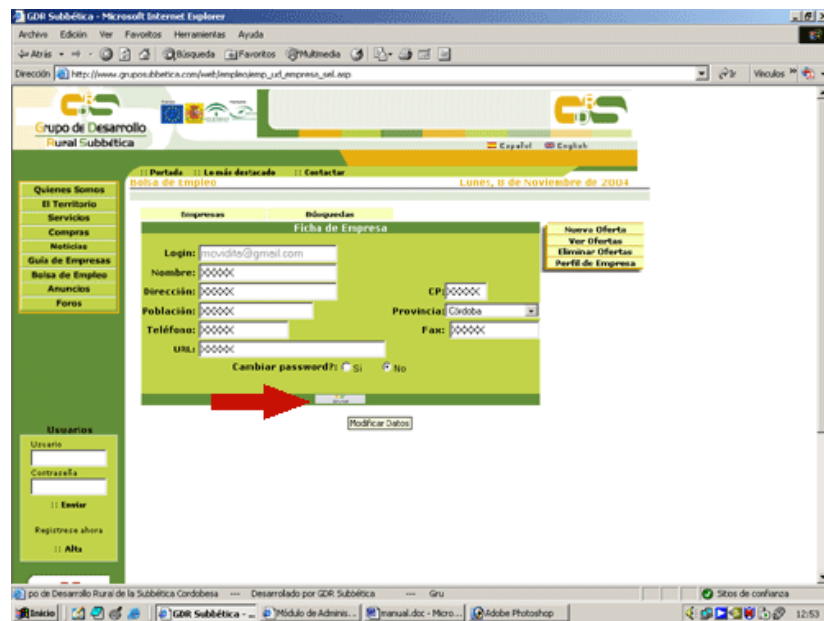 GDR Subbética - Microsoft Internet Explorer
Archivo Edición Ver Favoritos Herramientas Ayuda
Atrás Búsqueda Favoritos Multimedia
Dirección http://www.gruposubbetica.com/web/empleo/emp_ud_empresa_sel.asp Ir Vínculos
Grupo de Desarrollo
Rural Subbética
Español English
:: Portada :: Lo más destacado :: Contactar
Bolsa de Empleo Lunes, 8 de Noviembre de 2004
Quienes Somos
El Territorio
Servicios
Compras
Noticias
Guia de Empresas
Bolsa de Empleo
Anuncios
Foros
Empresas Búsquedas
Ficha de Empresa
Login: movidita@gmail.com
Nombre: XXXXX
Dirección: XXXXX CP: XXXXX
Población: XXXXX Provincia: Córdoba
Teléfono: XXXXX Fax: XXXXX
URL: XXXXX
Cambiar password?: Si No
Modificar Datos
Nueva Oferta
Ver Ofertas
Eliminar Ofertas
Perfil de Empresa
Usuarios
Usuario
Contraseña
:: Enviar
Registrese ahora
:: Alta
po de Desarrollo Rural de la Subbética Cordobesa --- Desarrolado por GDR Subbética --- Gru Sitios de confianza
Inicio GDR Subbética - ... Módulo de Adminis... manual.doc - Micro... Adobe Photoshop 12:53